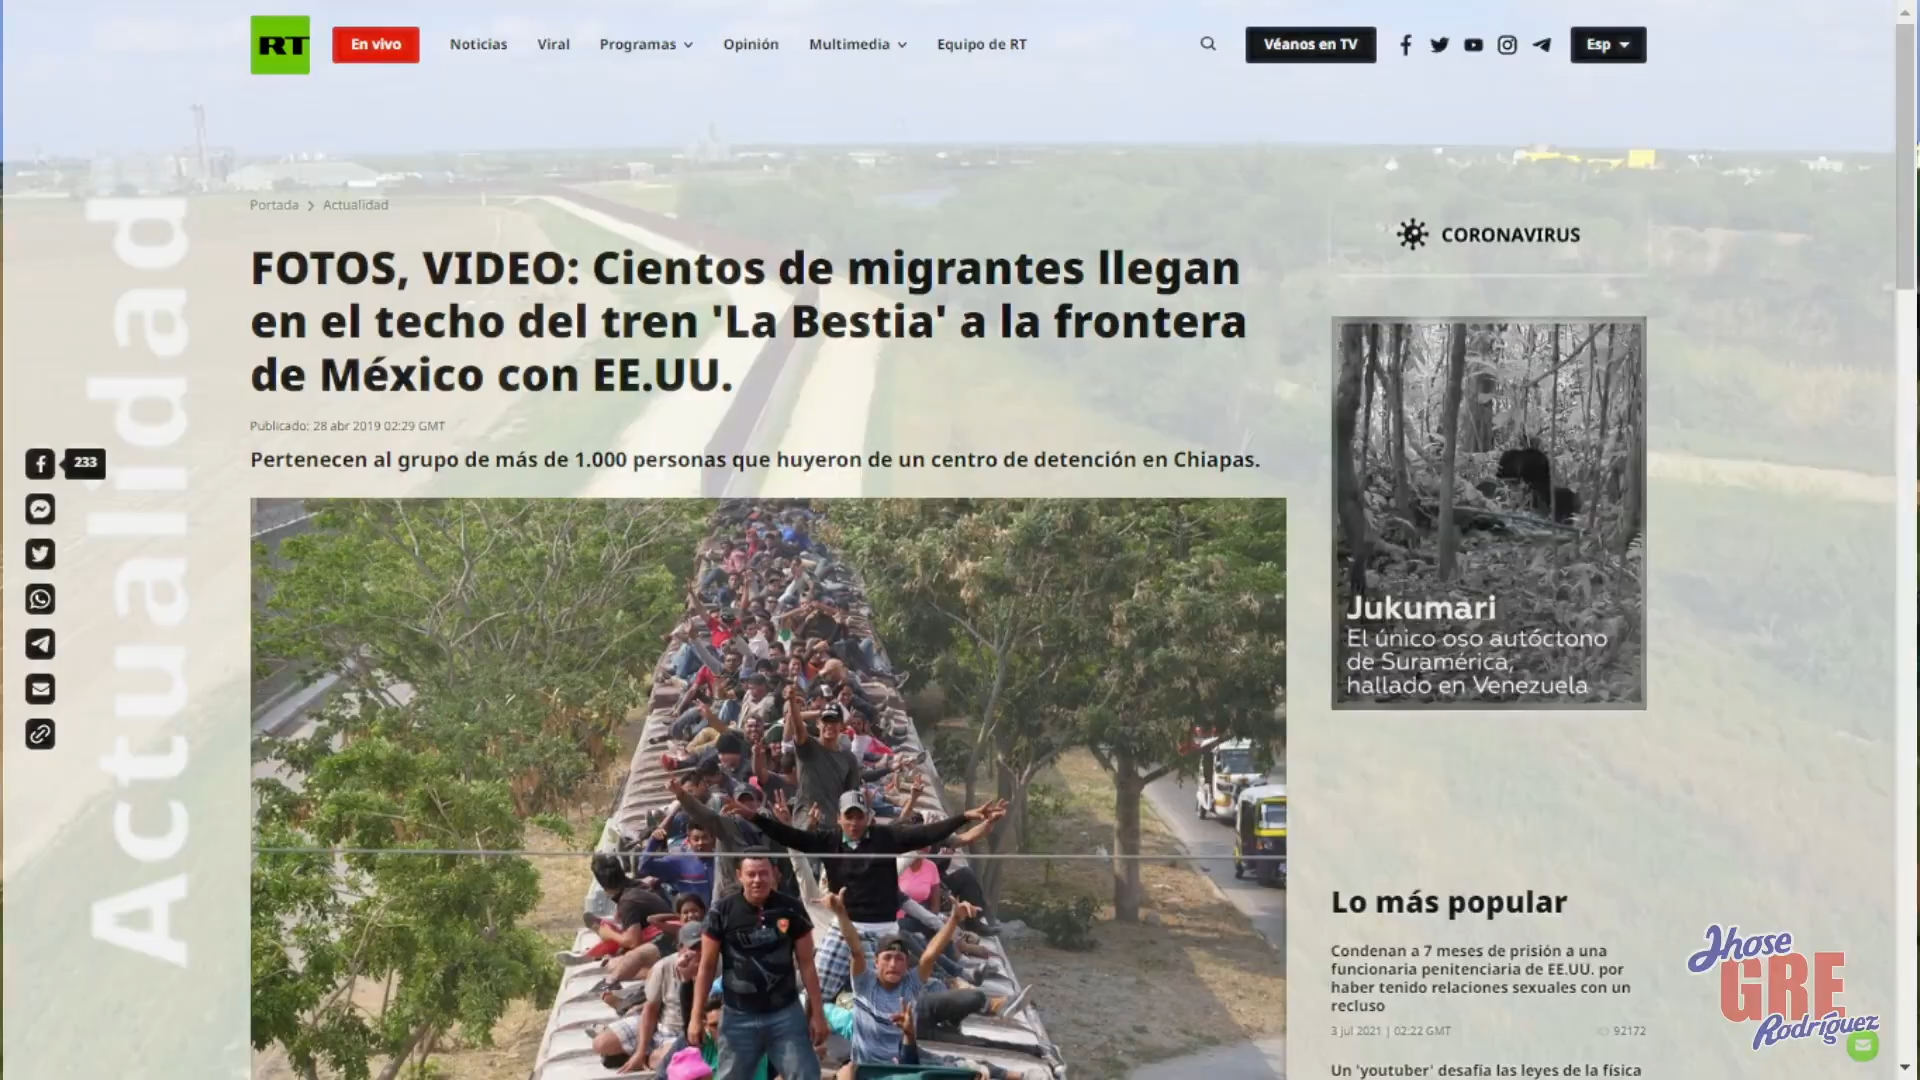 RT
En vivo
Noticias
Viral
Programas
Opinión
Multimedia
Equipo de RT
Véanos en TV
Esp
Portada > Actualidad
Actualidad
FOTOS, VIDEO: Cientos de migrantes llegan
en el techo del tren 'La Bestia' a la frontera
de México con EE.UU.
Publicado: 28 abr 2019 02:29 GMT
Pertenecen al grupo de más de 1.000 personas que huyeron de un centro de detención en Chiapas.
233
CORONAVIRUS
Jukumari
El único oso autóctono
de Suramérica,
hallado en Venezuela
Lo más popular
Condenan a 7 meses de prisión a una
funcionaria penitenciaria de EE.UU. por
haber tenido relaciones sexuales con un
recluso
3 jul 2021 | 02:22 GMT
92172
Un 'youtuber' desafía las leyes de la física
Jhose
GRE
Rodríguez